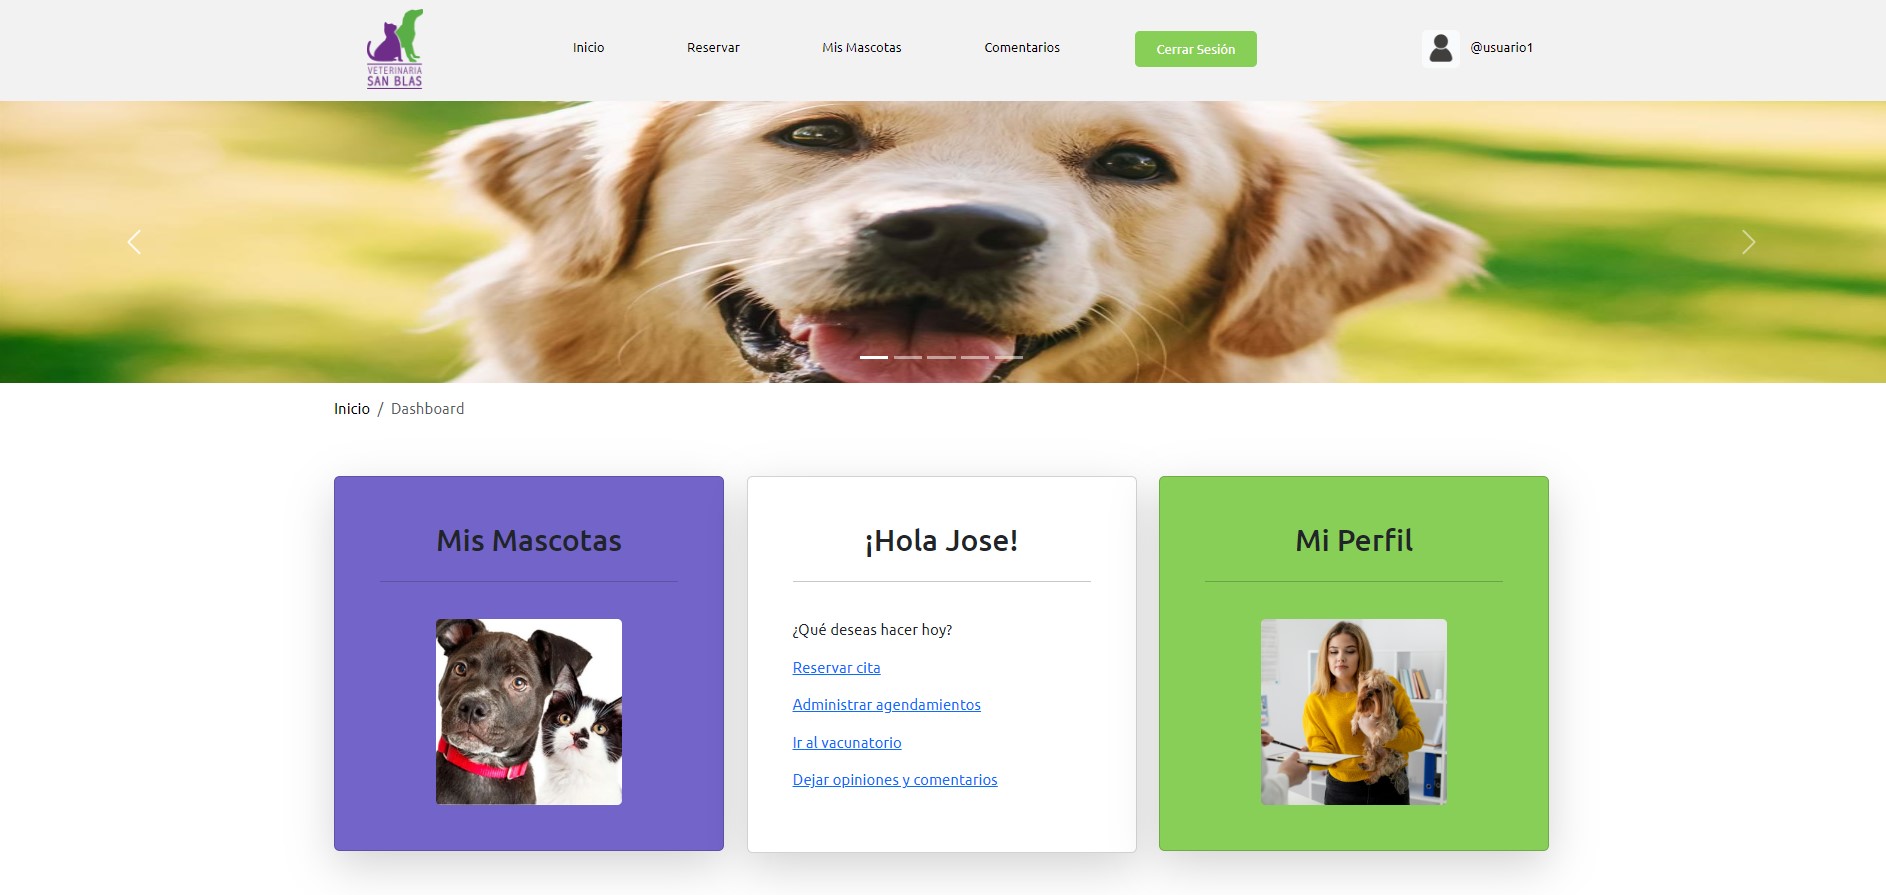 VETERINARIA
SAN BLAS
Inicio
Reservar
Mis Mascotas
Comentarios
Cerrar Sesión
@usuario1
Inicio / Dashboard
Mis Mascotas
¡Hola Jose!
¿Qué deseas hacer hoy?
Reservar cita
Administrar agendamientos
Ir al vacunatorio
Dejar opiniones y comentarios
Mi Perfil